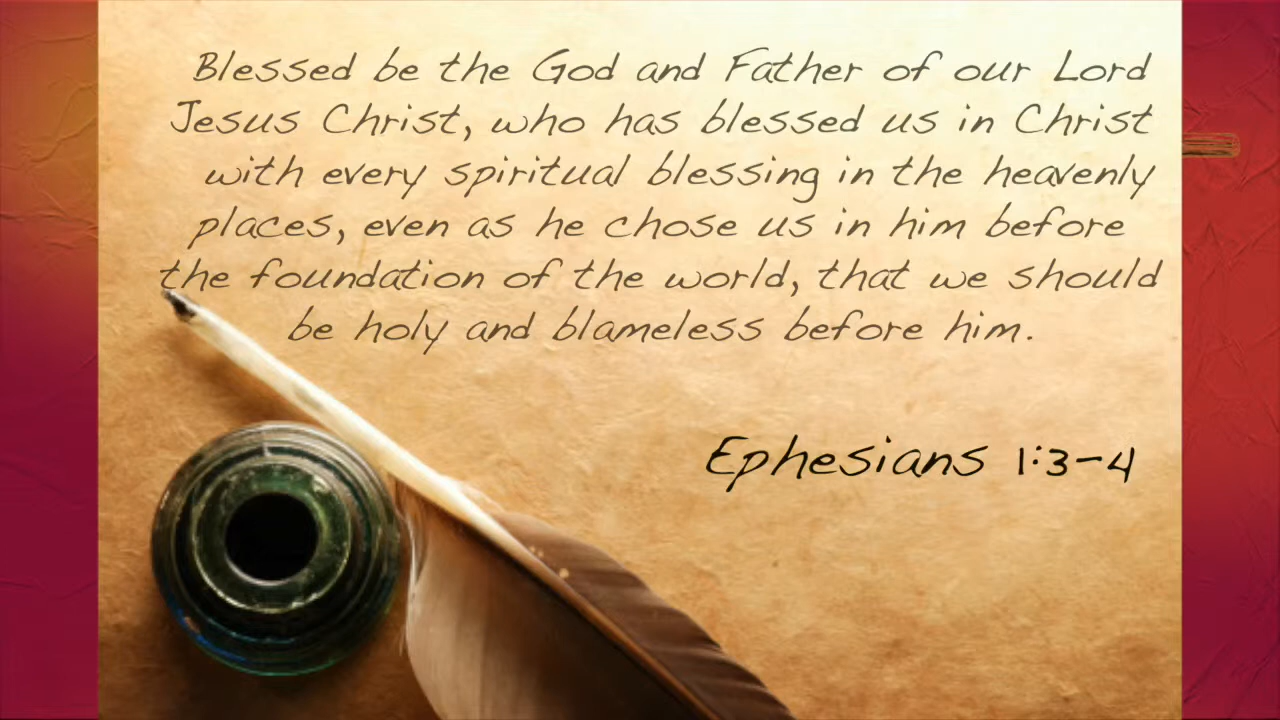 Blessed be the God and Father of our Lord
Jesus Christ, who has blessed us in Christ
with every spiritual blessing in the heavenly
places, even as he chose us in him before
the foundation of the world, that we should
be holy and blameless before him.
Ephesians 1:3-4